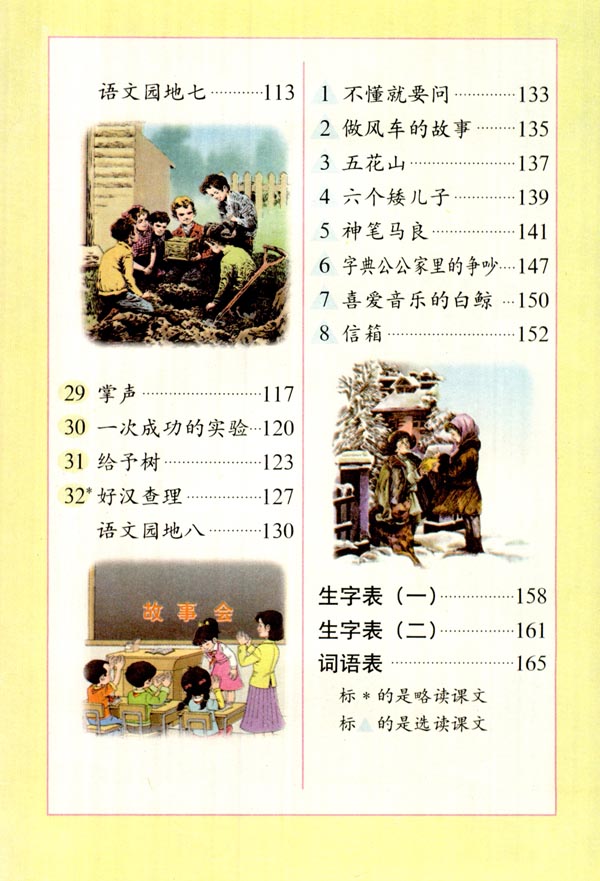 语文园地七···········113
29 掌声·························117
30 一次成功的实验···120
31 给予树·····················123
32* 好汉查理················127
语文园地八···········130
故事会
1 不懂就要问·············133
2 做风车的故事·········135
3 五花山······················137
4 六个矮儿子·············139
5 神笔马良·················141
6 字典公公家里的争吵····147
7 喜爱音乐的白鲸···150
8 信箱···························152
生字表（一）················158
生字表（二）················161
词语表··························165
标 * 的是略读课文
标 ▲ 的是选读课文